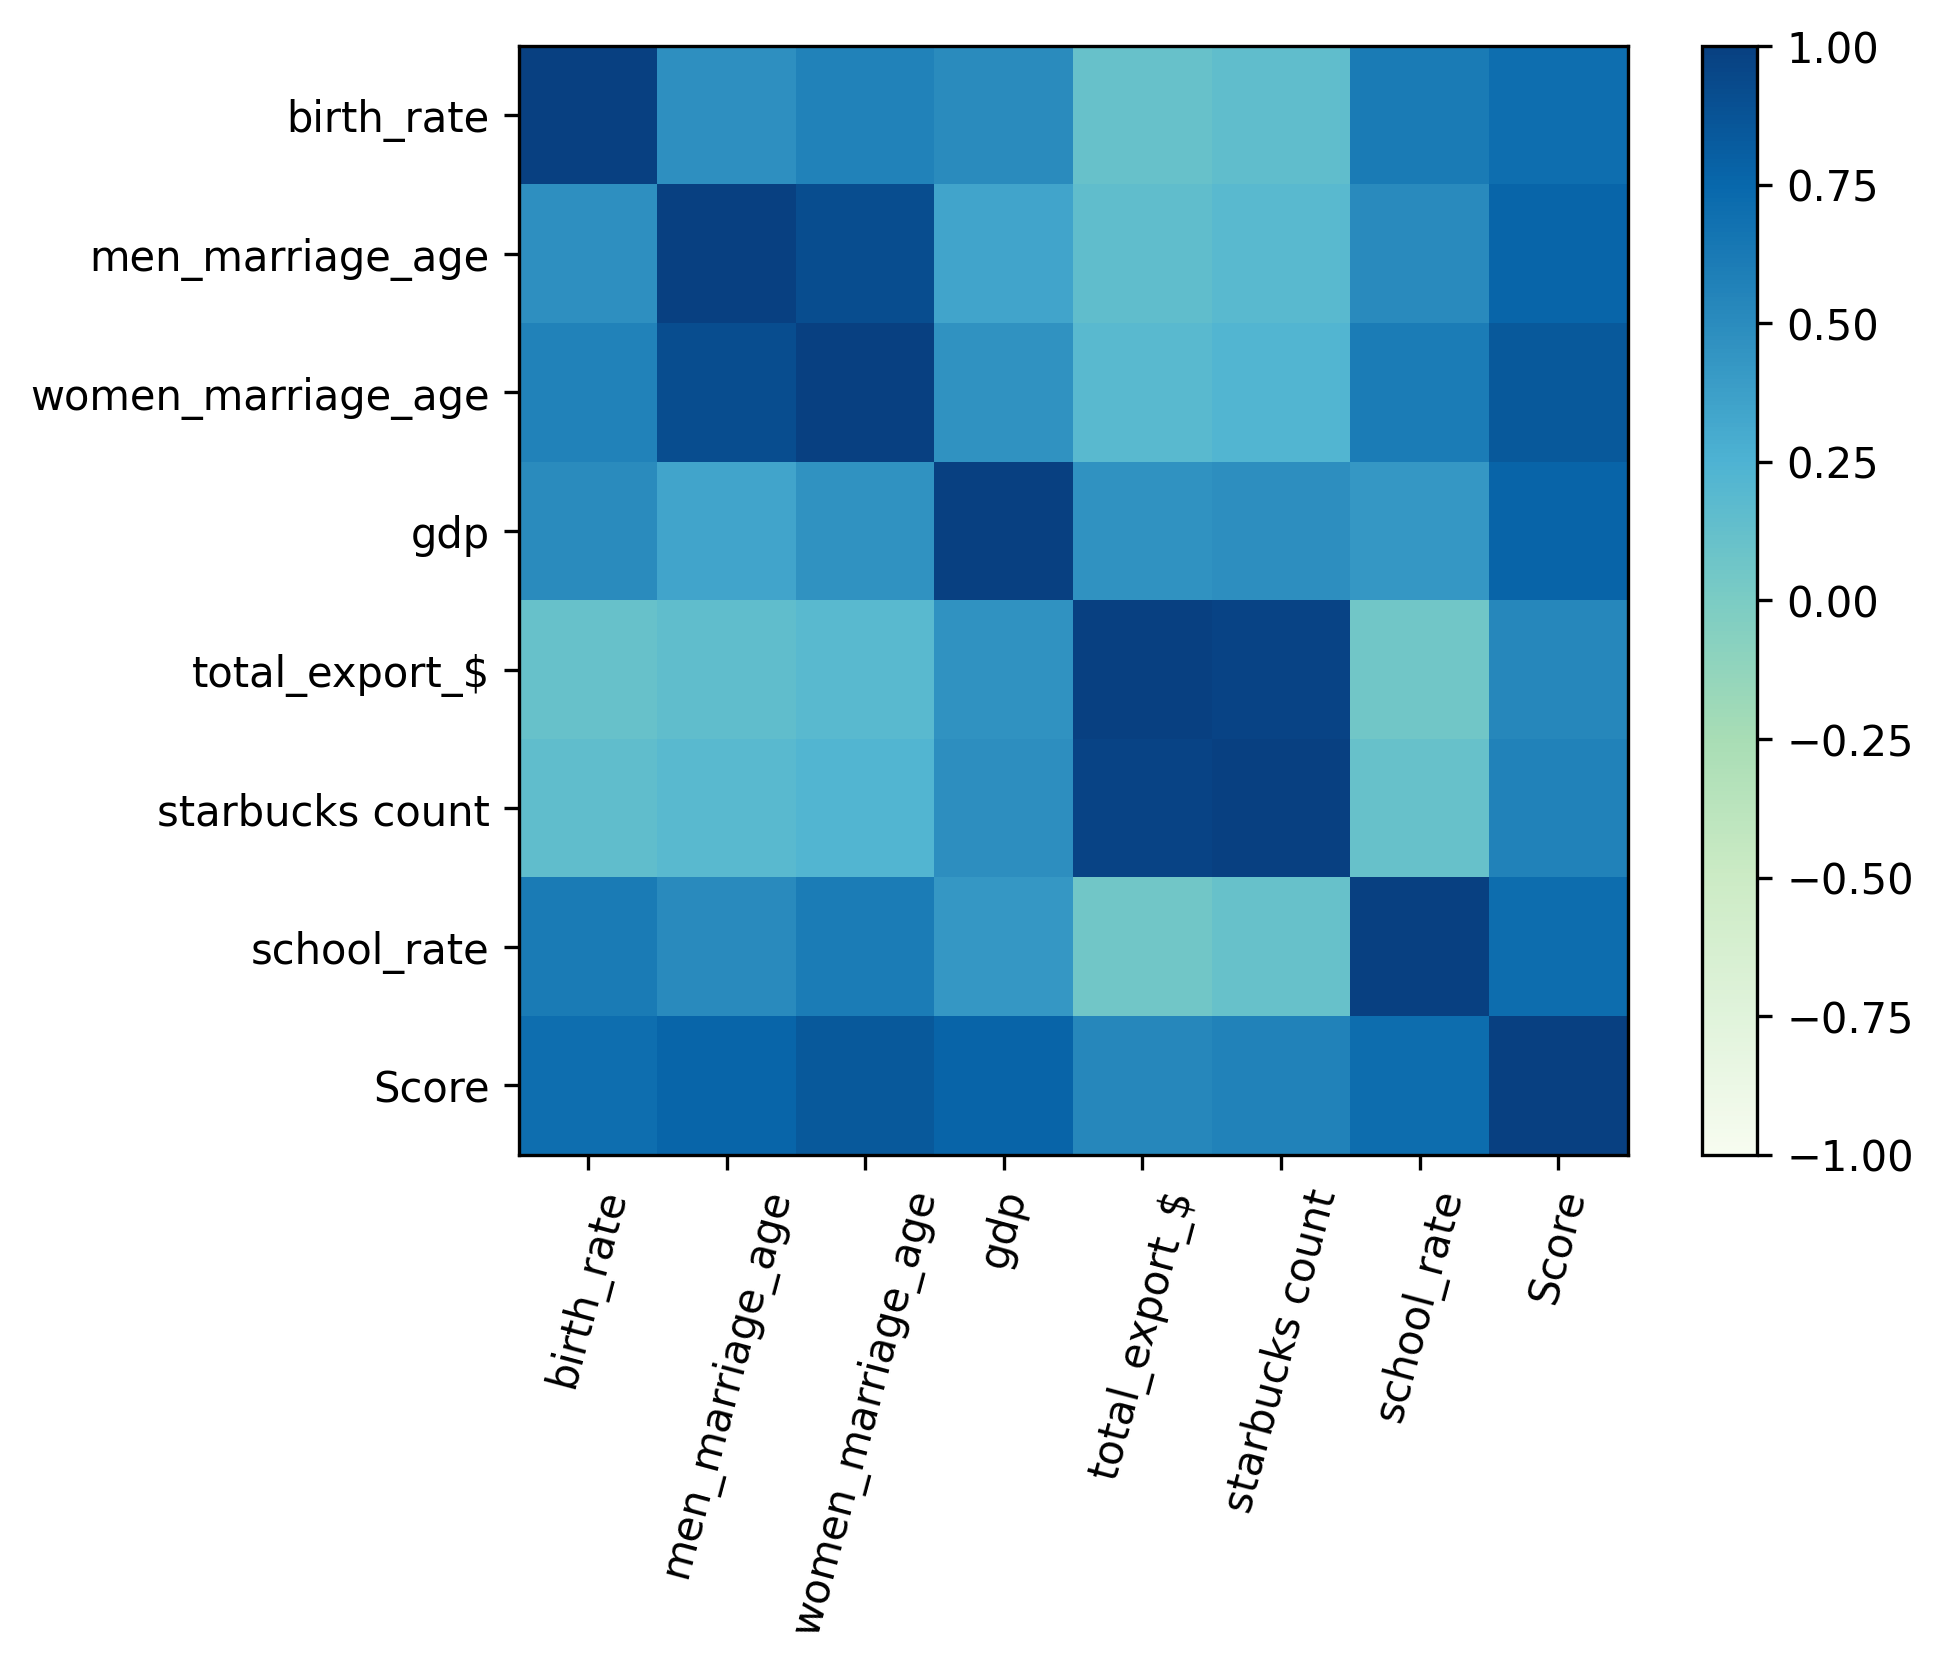 birth_rate
men_marriage_age
women_marriage_age
gdp
total_export_$
starbucks count
school_rate
Score
birth_rate
men_marriage_age
women_marriage_age
gdp
total_export_$
starbucks count
school_rate
Score
1.00
0.75
0.50
0.25
0.00
−0.25
−0.50
−0.75
−1.00